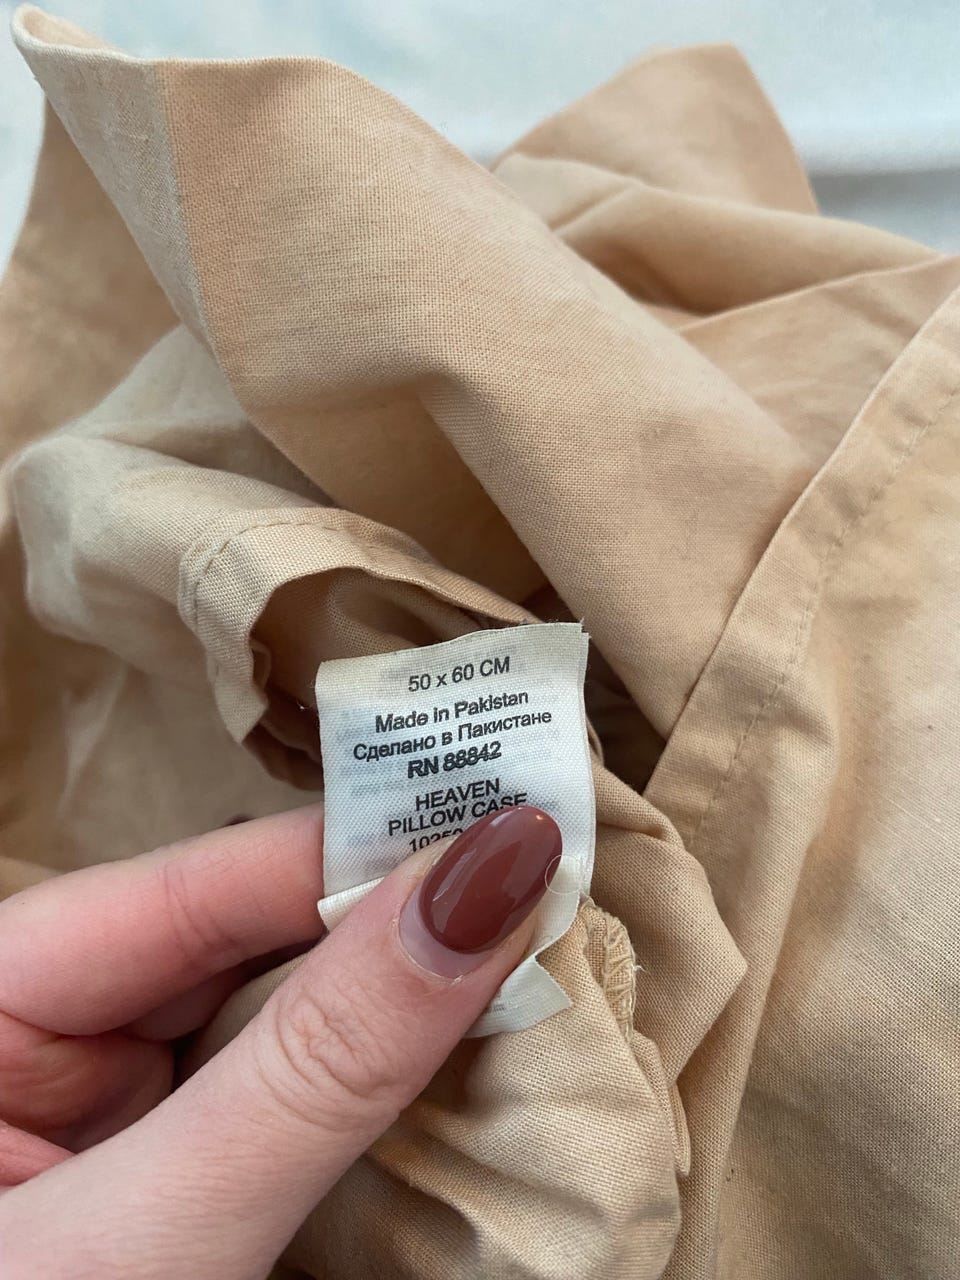 50 x 60 CM
Made in Pakistan
Сделано в Пакистане
RN 88842
HEAVEN
PILLOW CASE